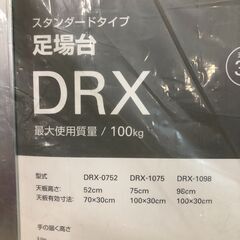 スタンダードタイプ
足場台
DRX
最大使用質量 / 100kg
型式 DRX-0752 DRX-1075 DRX-1098
天板高さ: 52cm 75cm 98cm
天板有効寸法: 70×30cm 100×30cm 100×30cm
手の届く高さ